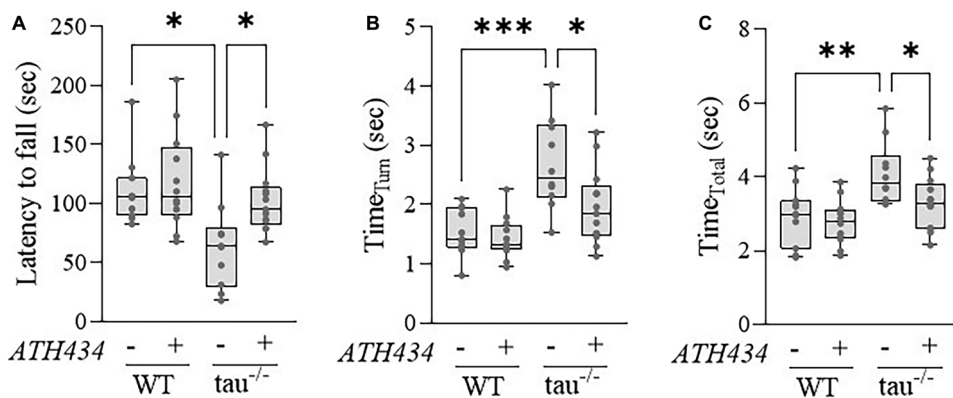 A
250
200
150
100
50
0
Latency to fall (sec)
* *
ATH434 - + - +
WT tau-/-
B
5
4
3
2
1
0
TimeTurn (sec)
*** *
- + - +
WT tau-/-
C
8
6
4
2
0
TimeTotal (sec)
** *
ATH434 - + - +
WT tau-/-